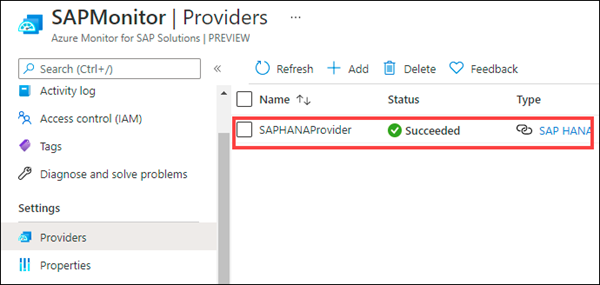 SAPMonitor | Providers ...
Azure Monitor for SAP Solutions | PREVIEW
Search (Ctrl+/)
«
Refresh
Add
Delete
Feedback
Activity log
Access control (IAM)
Tags
Diagnose and solve problems
Settings
Providers
Properties
Name ↑↓ Status Type
SAPHANAProvider Succeeded SAP HANA